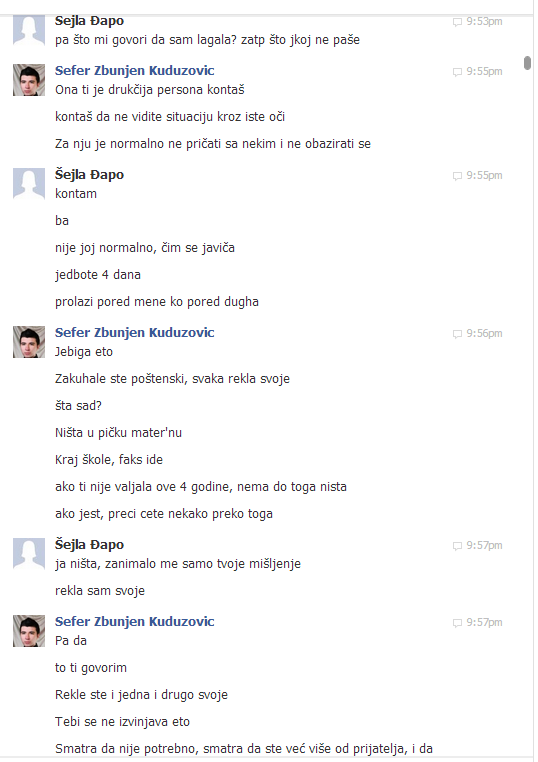 Šejla Đapo 9:53pm
pa što mi govori da sam lagala? zatp što jkoj ne paše
Sefer Zbunjen Kuduzovic 9:55pm
Ona ti je drukčija persona kontaš
kontaš da ne vidite situaciju kroz iste oči
Za nju je normalno ne pričati sa nekim i ne obazirati se
Šejla Đapo 9:55pm
kontam
ba
nije joj normalno, čim se javiča
jedbote 4 dana
prolazi pored mene ko pored dugha
Sefer Zbunjen Kuduzovic 9:56pm
Jebiga eto
Zakuhale ste poštenski, svaka rekla svoje
šta sad?
Ništa u pičku mater'nu
Kraj škole, faks ide
ako ti nije valjala ove 4 godine, nema do toga nista
ako jest, preci cete nekako preko toga
Šejla Đapo 9:57pm
ja ništa, zanimalo me samo tvoje mišljenje
rekla sam svoje
Sefer Zbunjen Kuduzovic 9:57pm
Pa da
to ti govorim
Rekle ste i jedna i drugo svoje
Tebi se ne izvinjava eto
Smatra da nije potrebno, smatra da ste već više od prijatelja, i da